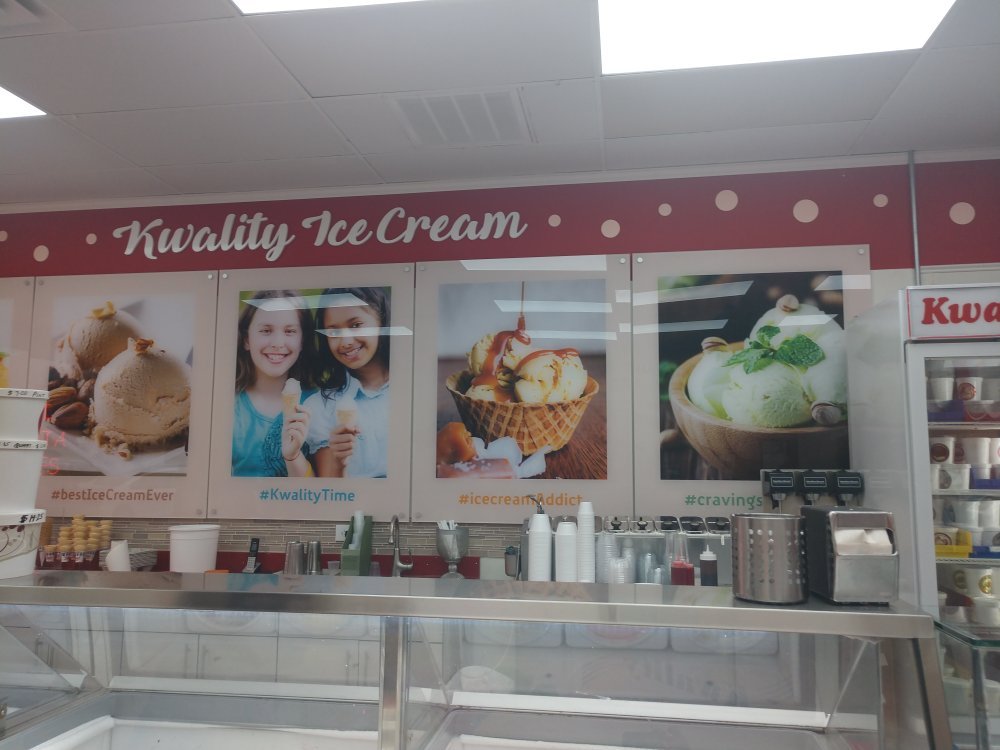 Kwality Ice Cream
Kwa
#bestIceCreamEver
#KwalityTime
#icecreamAddict
#cravings